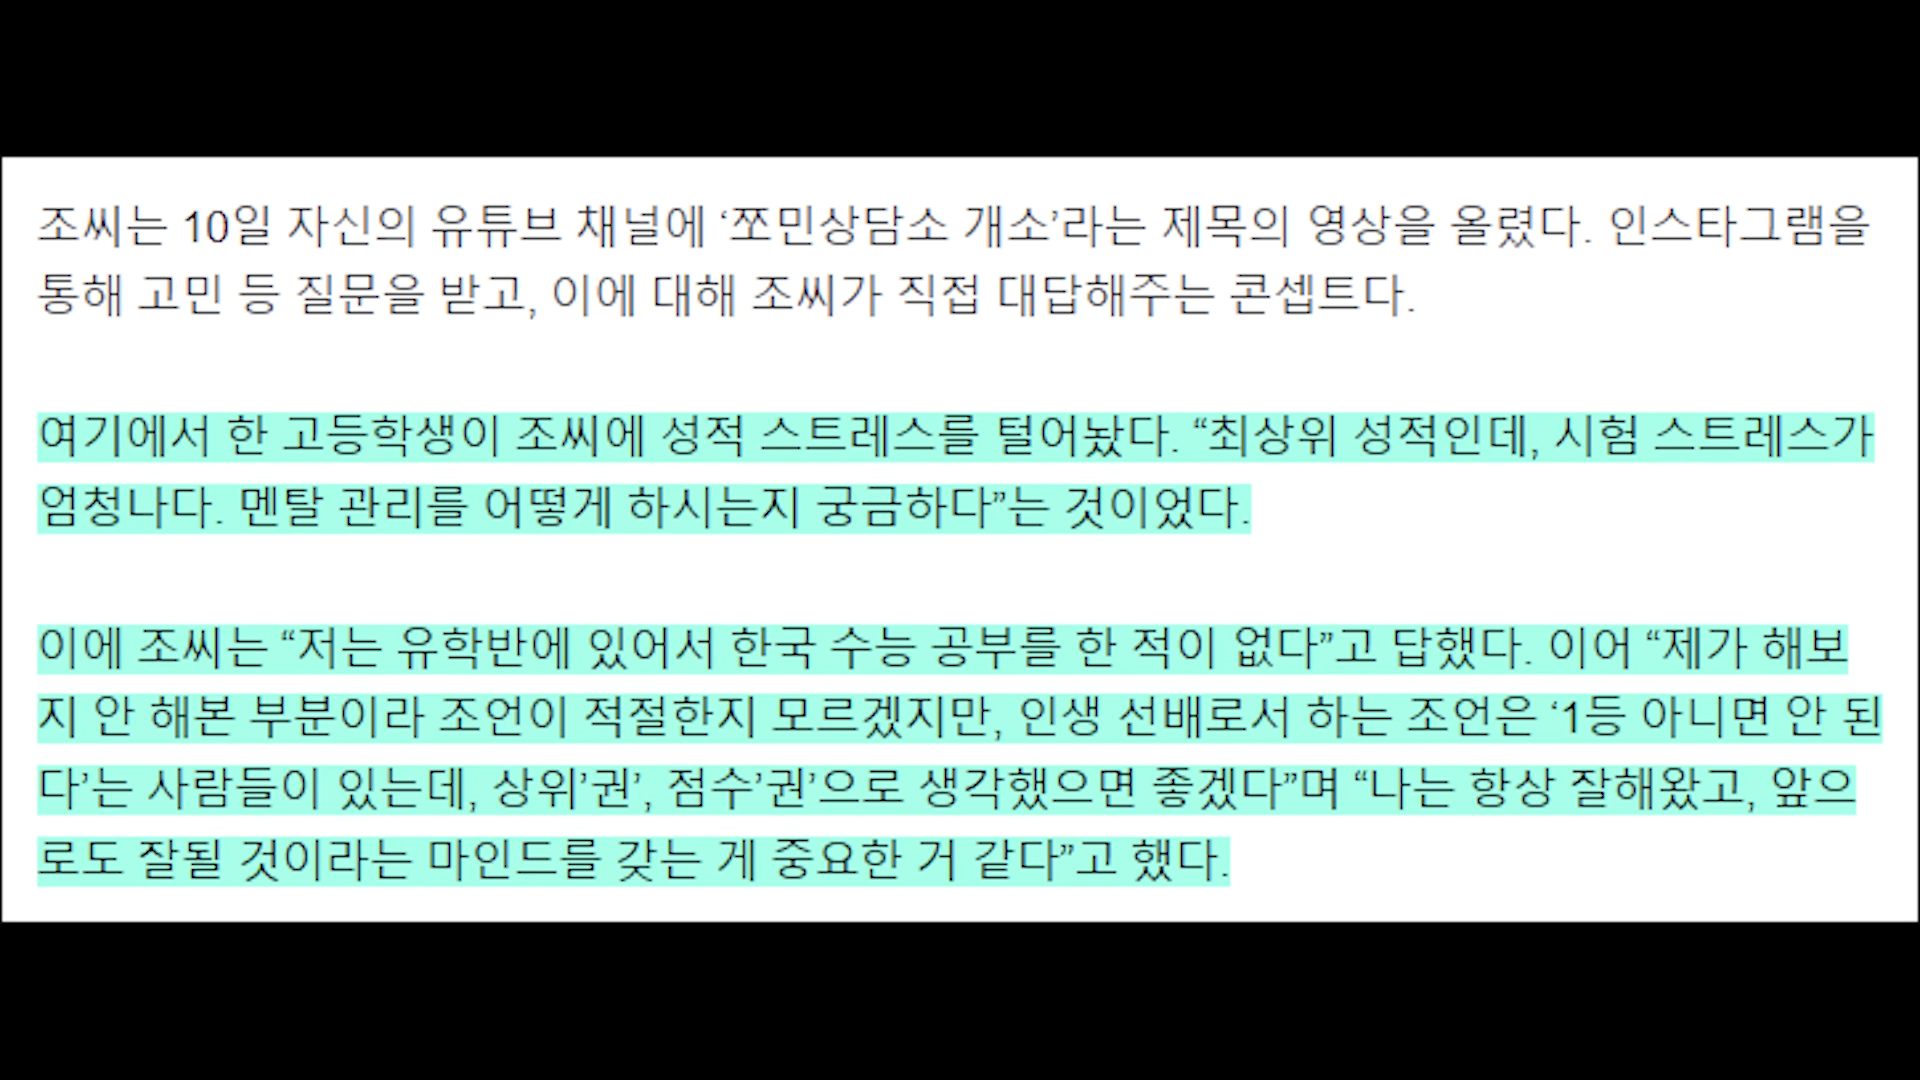 조씨는 10일 자신의 유튜브 채널에 ‘쪼민상담소 개소’라는 제목의 영상을 올렸다. 인스타그램을
통해 고민 등 질문을 받고, 이에 대해 조씨가 직접 대답해주는 콘셉트다.
여기에서 한 고등학생이 조씨에 성적 스트레스를 털어놨다. “최상위 성적인데, 시험 스트레스가
엄청나다. 멘탈 관리를 어떻게 하시는지 궁금하다”는 것이었다.
이에 조씨는 “저는 유학반에 있어서 한국 수능 공부를 한 적이 없다”고 답했다. 이어 “제가 해보
지 안 해본 부분이라 조언이 적절한지 모르겠지만, 인생 선배로서 하는 조언은 ‘1등 아니면 안 된
다’는 사람들이 있는데, 상위’권’, 점수’권’으로 생각했으면 좋겠다”며 “나는 항상 잘해왔고, 앞으
로도 잘될 것이라는 마인드를 갖는 게 중요한 거 같다”고 했다.